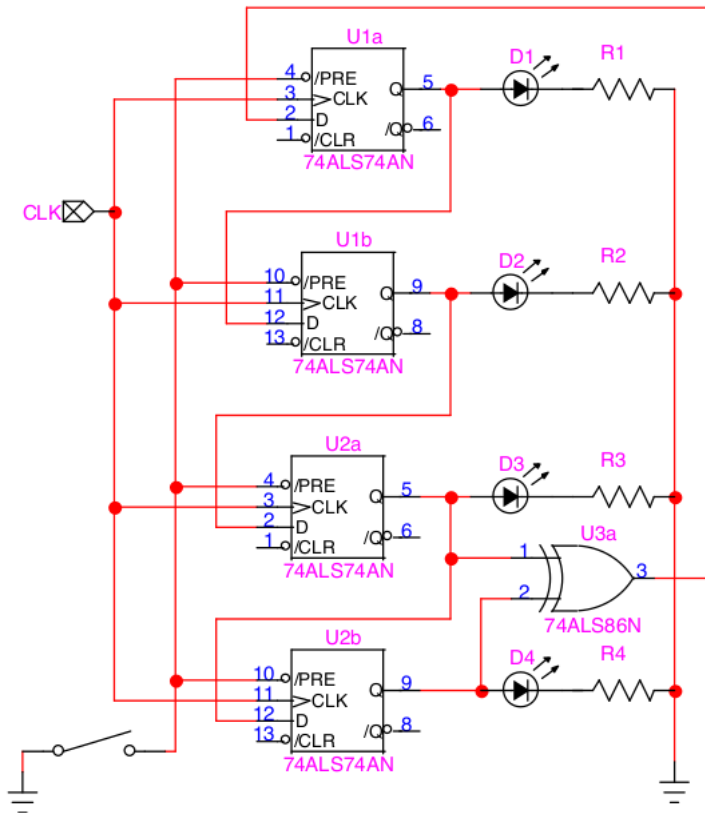 U1a
4 /PRE
3 CLK
2 D
1 /CLR
Q 5
/Q 6
74ALS74AN
D1
R1
CLK
U1b
10 /PRE
11 CLK
12 D
13 /CLR
Q 9
/Q 8
74ALS74AN
D2
R2
U2a
4 /PRE
3 CLK
2 D
1 /CLR
Q 5
/Q 6
74ALS74AN
D3
R3
U3a
1
2
3
74ALS86N
U2b
10 /PRE
11 CLK
12 D
13 /CLR
Q 9
/Q 8
74ALS74AN
D4
R4